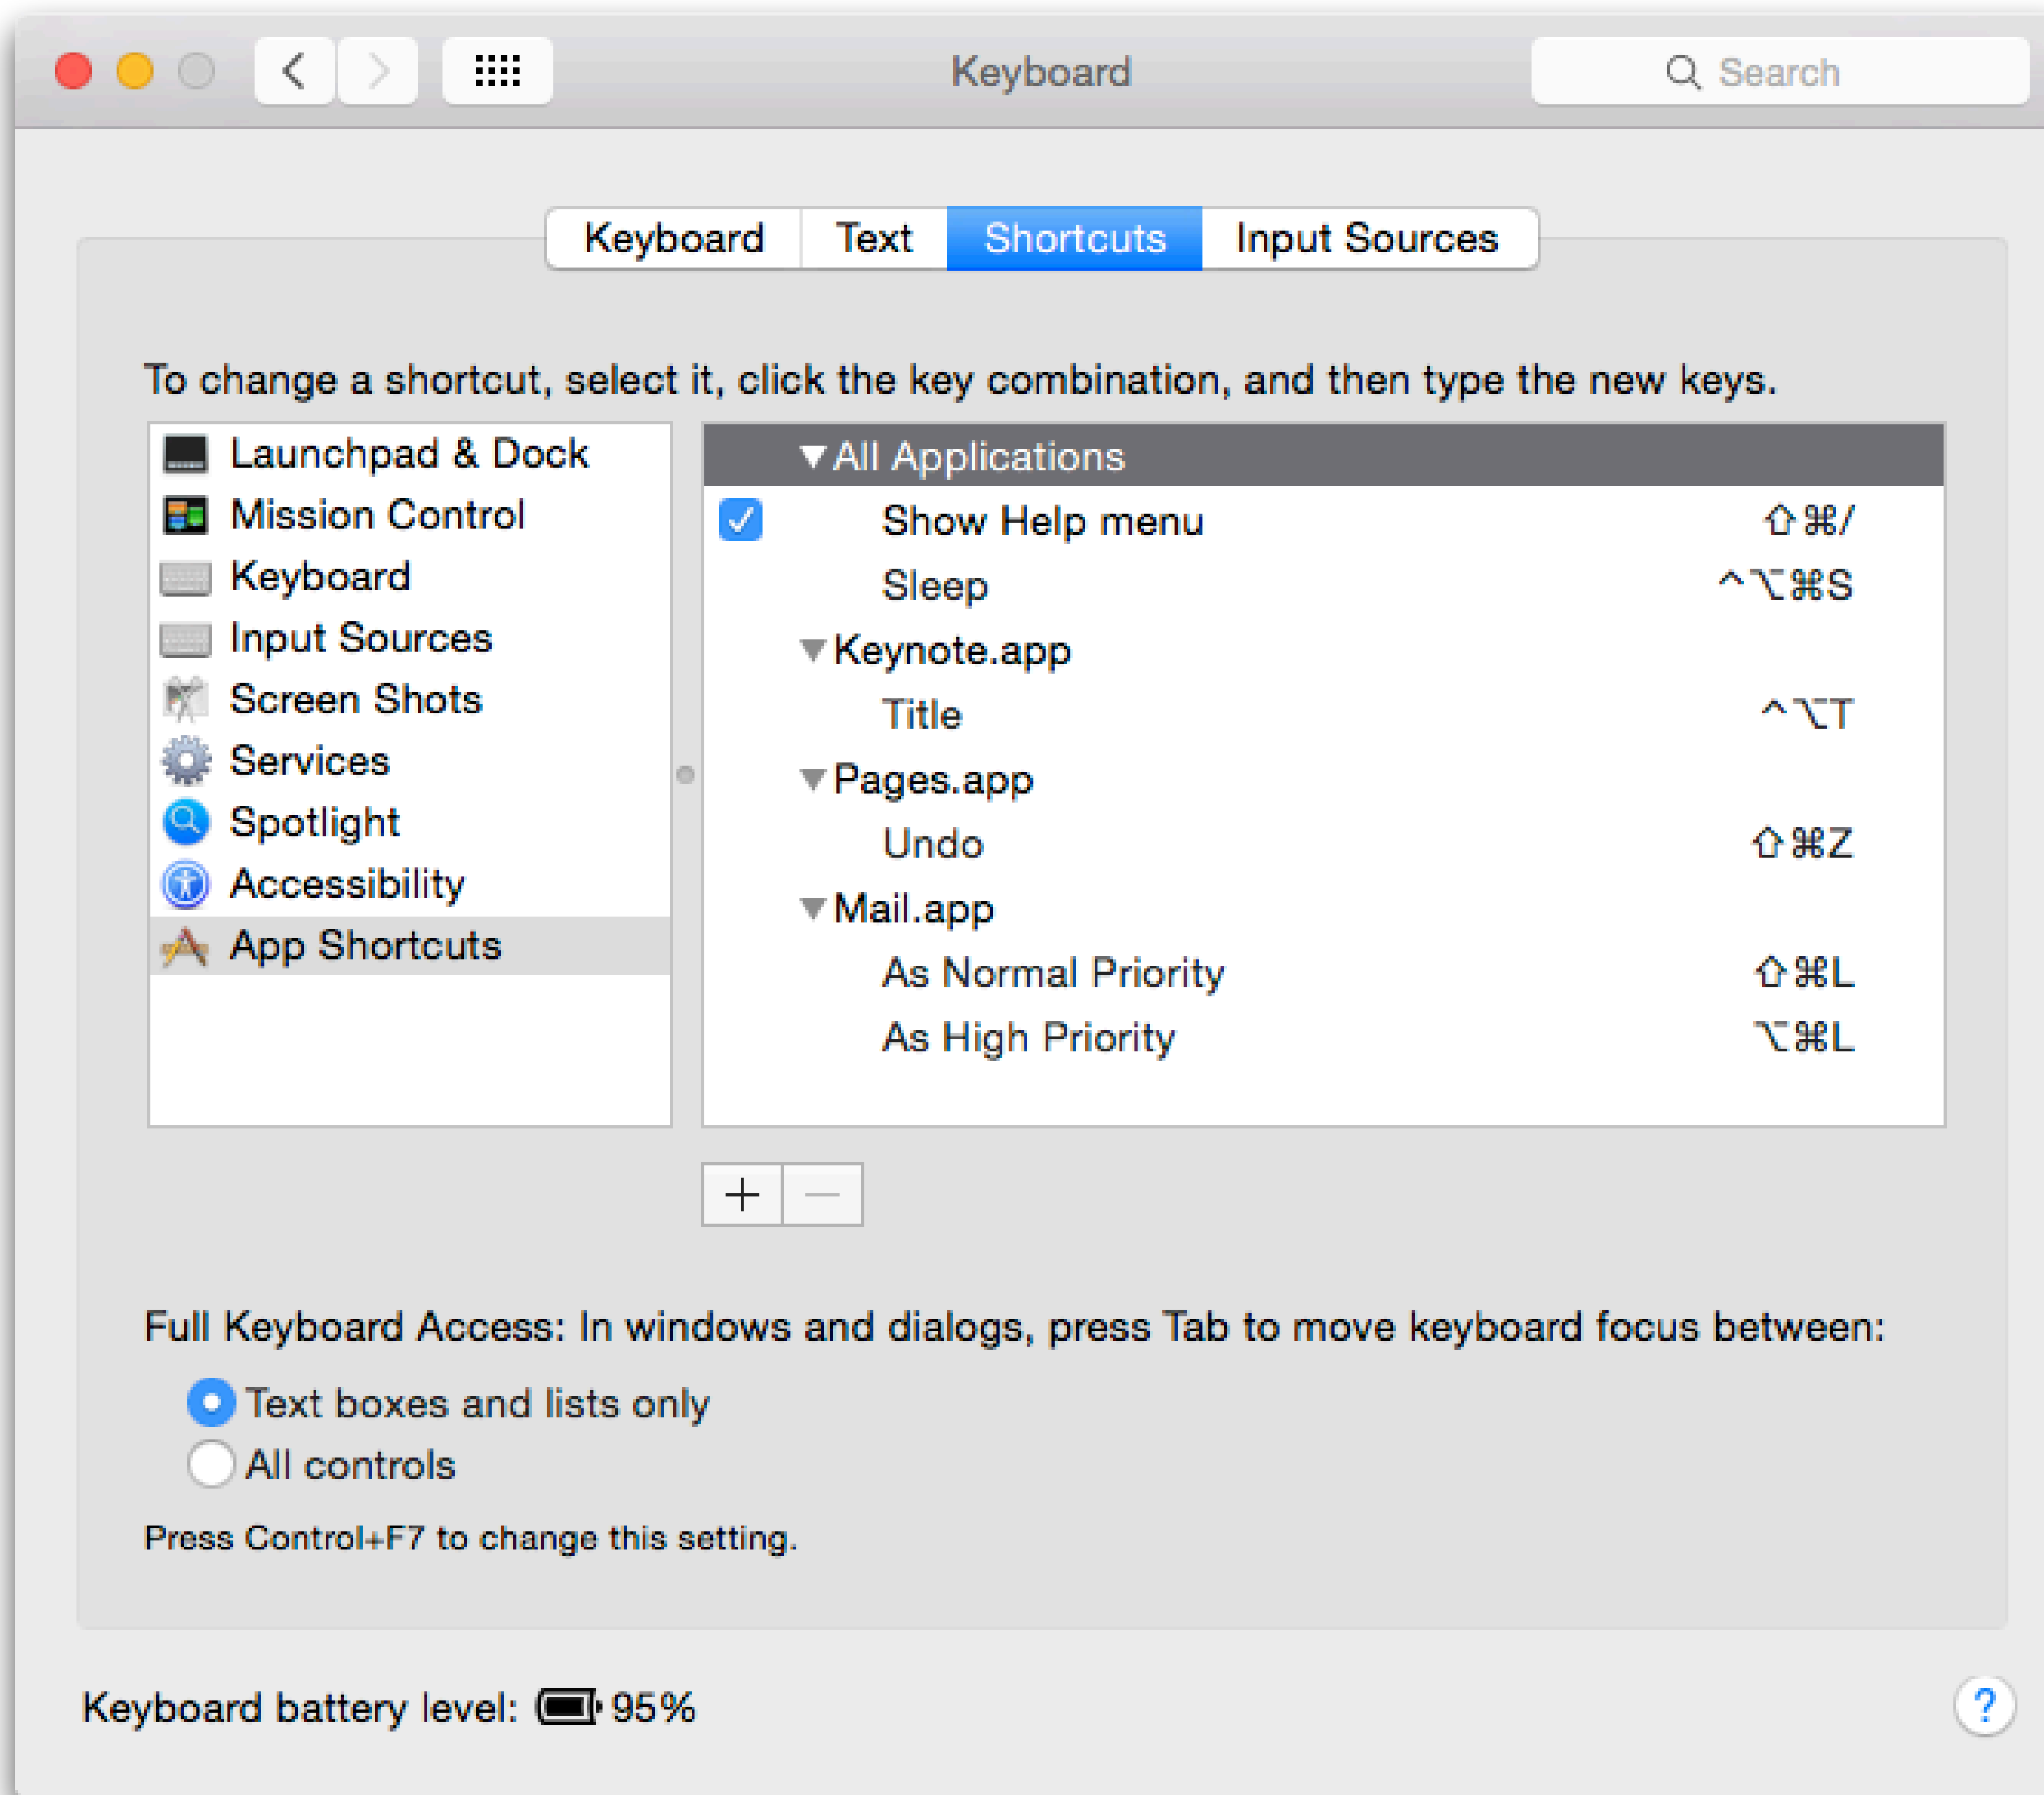 Keyboard
Search
Keyboard Text Shortcuts Input Sources
To change a shortcut, select it, click the key combination, and then type the new keys.
Launchpad & Dock
Mission Control
Keyboard
Input Sources
Screen Shots
Services
Spotlight
Accessibility
App Shortcuts
▼All Applications
Show Help menu ⇧⌘/
Sleep ^⌥⌘S
▼Keynote.app
Title ^⌥T
▼Pages.app
Undo ⇧⌘Z
▼Mail.app
As Normal Priority ⇧⌘L
As High Priority ⌥⌘L
+ −
Full Keyboard Access: In windows and dialogs, press Tab to move keyboard focus between:
Text boxes and lists only
All controls
Press Control+F7 to change this setting.
Keyboard battery level: 95%
?